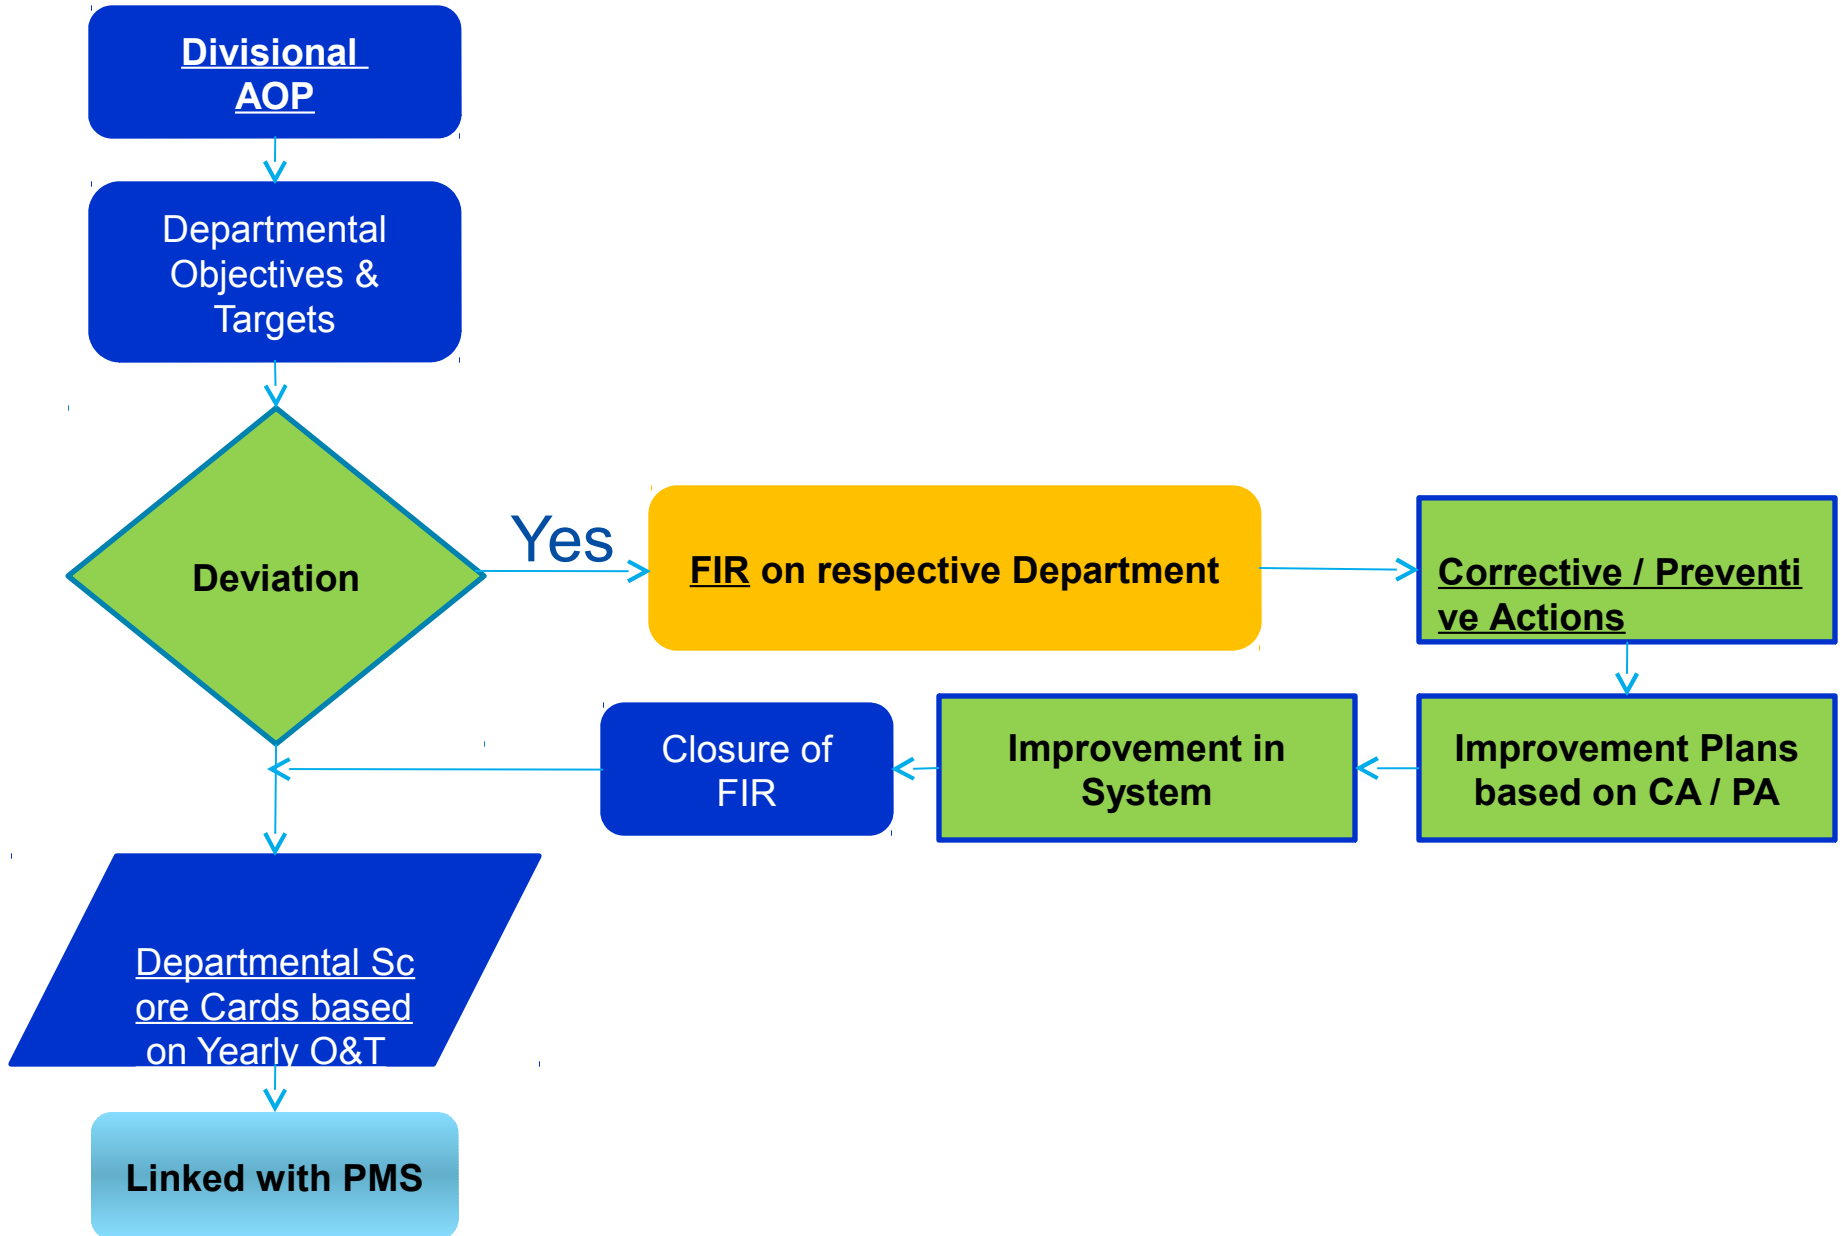 Divisional
AOP
Departmental
Objectives &
Targets
Deviation
Yes
FIR on respective Department
Corrective / Preventi
ve Actions
Improvement Plans
based on CA / PA
Improvement in
System
Closure of
FIR
Departmental Sc
ore Cards based
on Yearly O&T
Linked with PMS